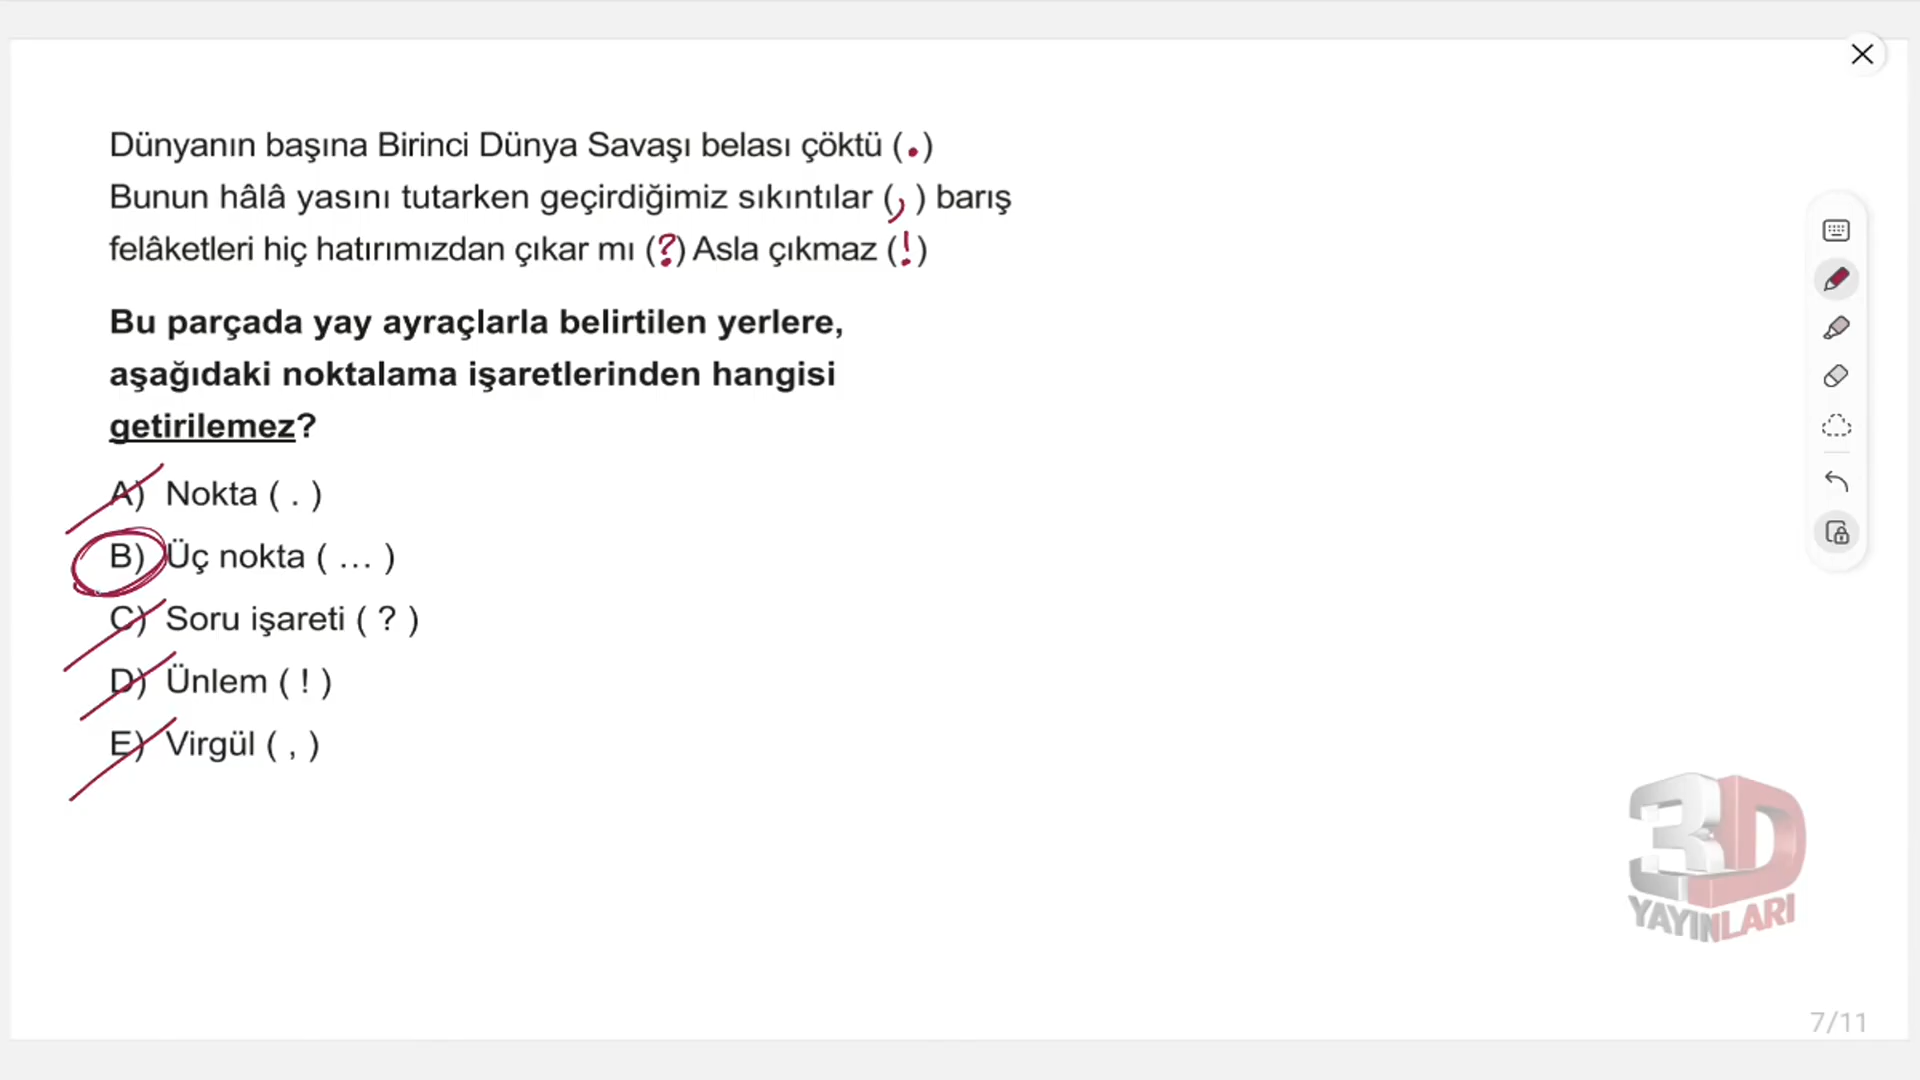 Dünyanın başına Birinci Dünya Savaşı belası çöktü (.)
Bunun hâlâ yasını tutarken geçirdiğimiz sıkıntılar (,) barış
felâketleri hiç hatırımızdan çıkar mı (?) Asla çıkmaz (!)
Bu parçada yay ayraçlarla belirtilen yerlere,
aşağıdaki noktalama işaretlerinden hangisi
getirilemez?
A) Nokta ( . )
B) Üç nokta ( … )
C) Soru işareti ( ? )
D) Ünlem ( ! )
E) Virgül ( , )
3D
YAYINLARI
7/11